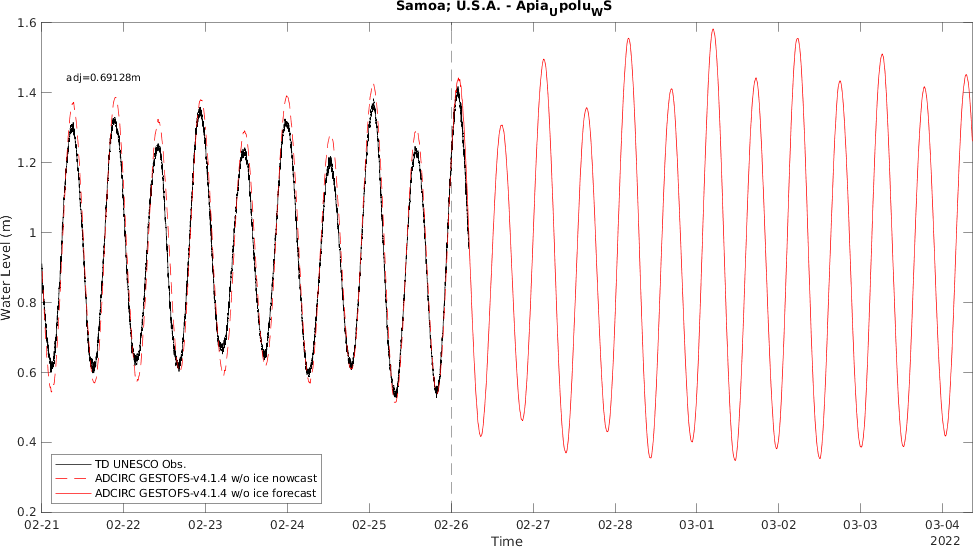 Samoa; U.S.A. - ApiaUpoluWS
1.6
adj=0.69128m
1.4
1.2
1
0.8
0.6
0.4
0.2
Water Level (m)
TD UNESCO Obs.
ADCIRC GESTOFS-v4.1.4 w/o ice nowcast
ADCIRC GESTOFS-v4.1.4 w/o ice forecast
02-21 02-22 02-23 02-24 02-25 02-26 02-27 02-28 03-01 03-02 03-03 03-04
Time
2022